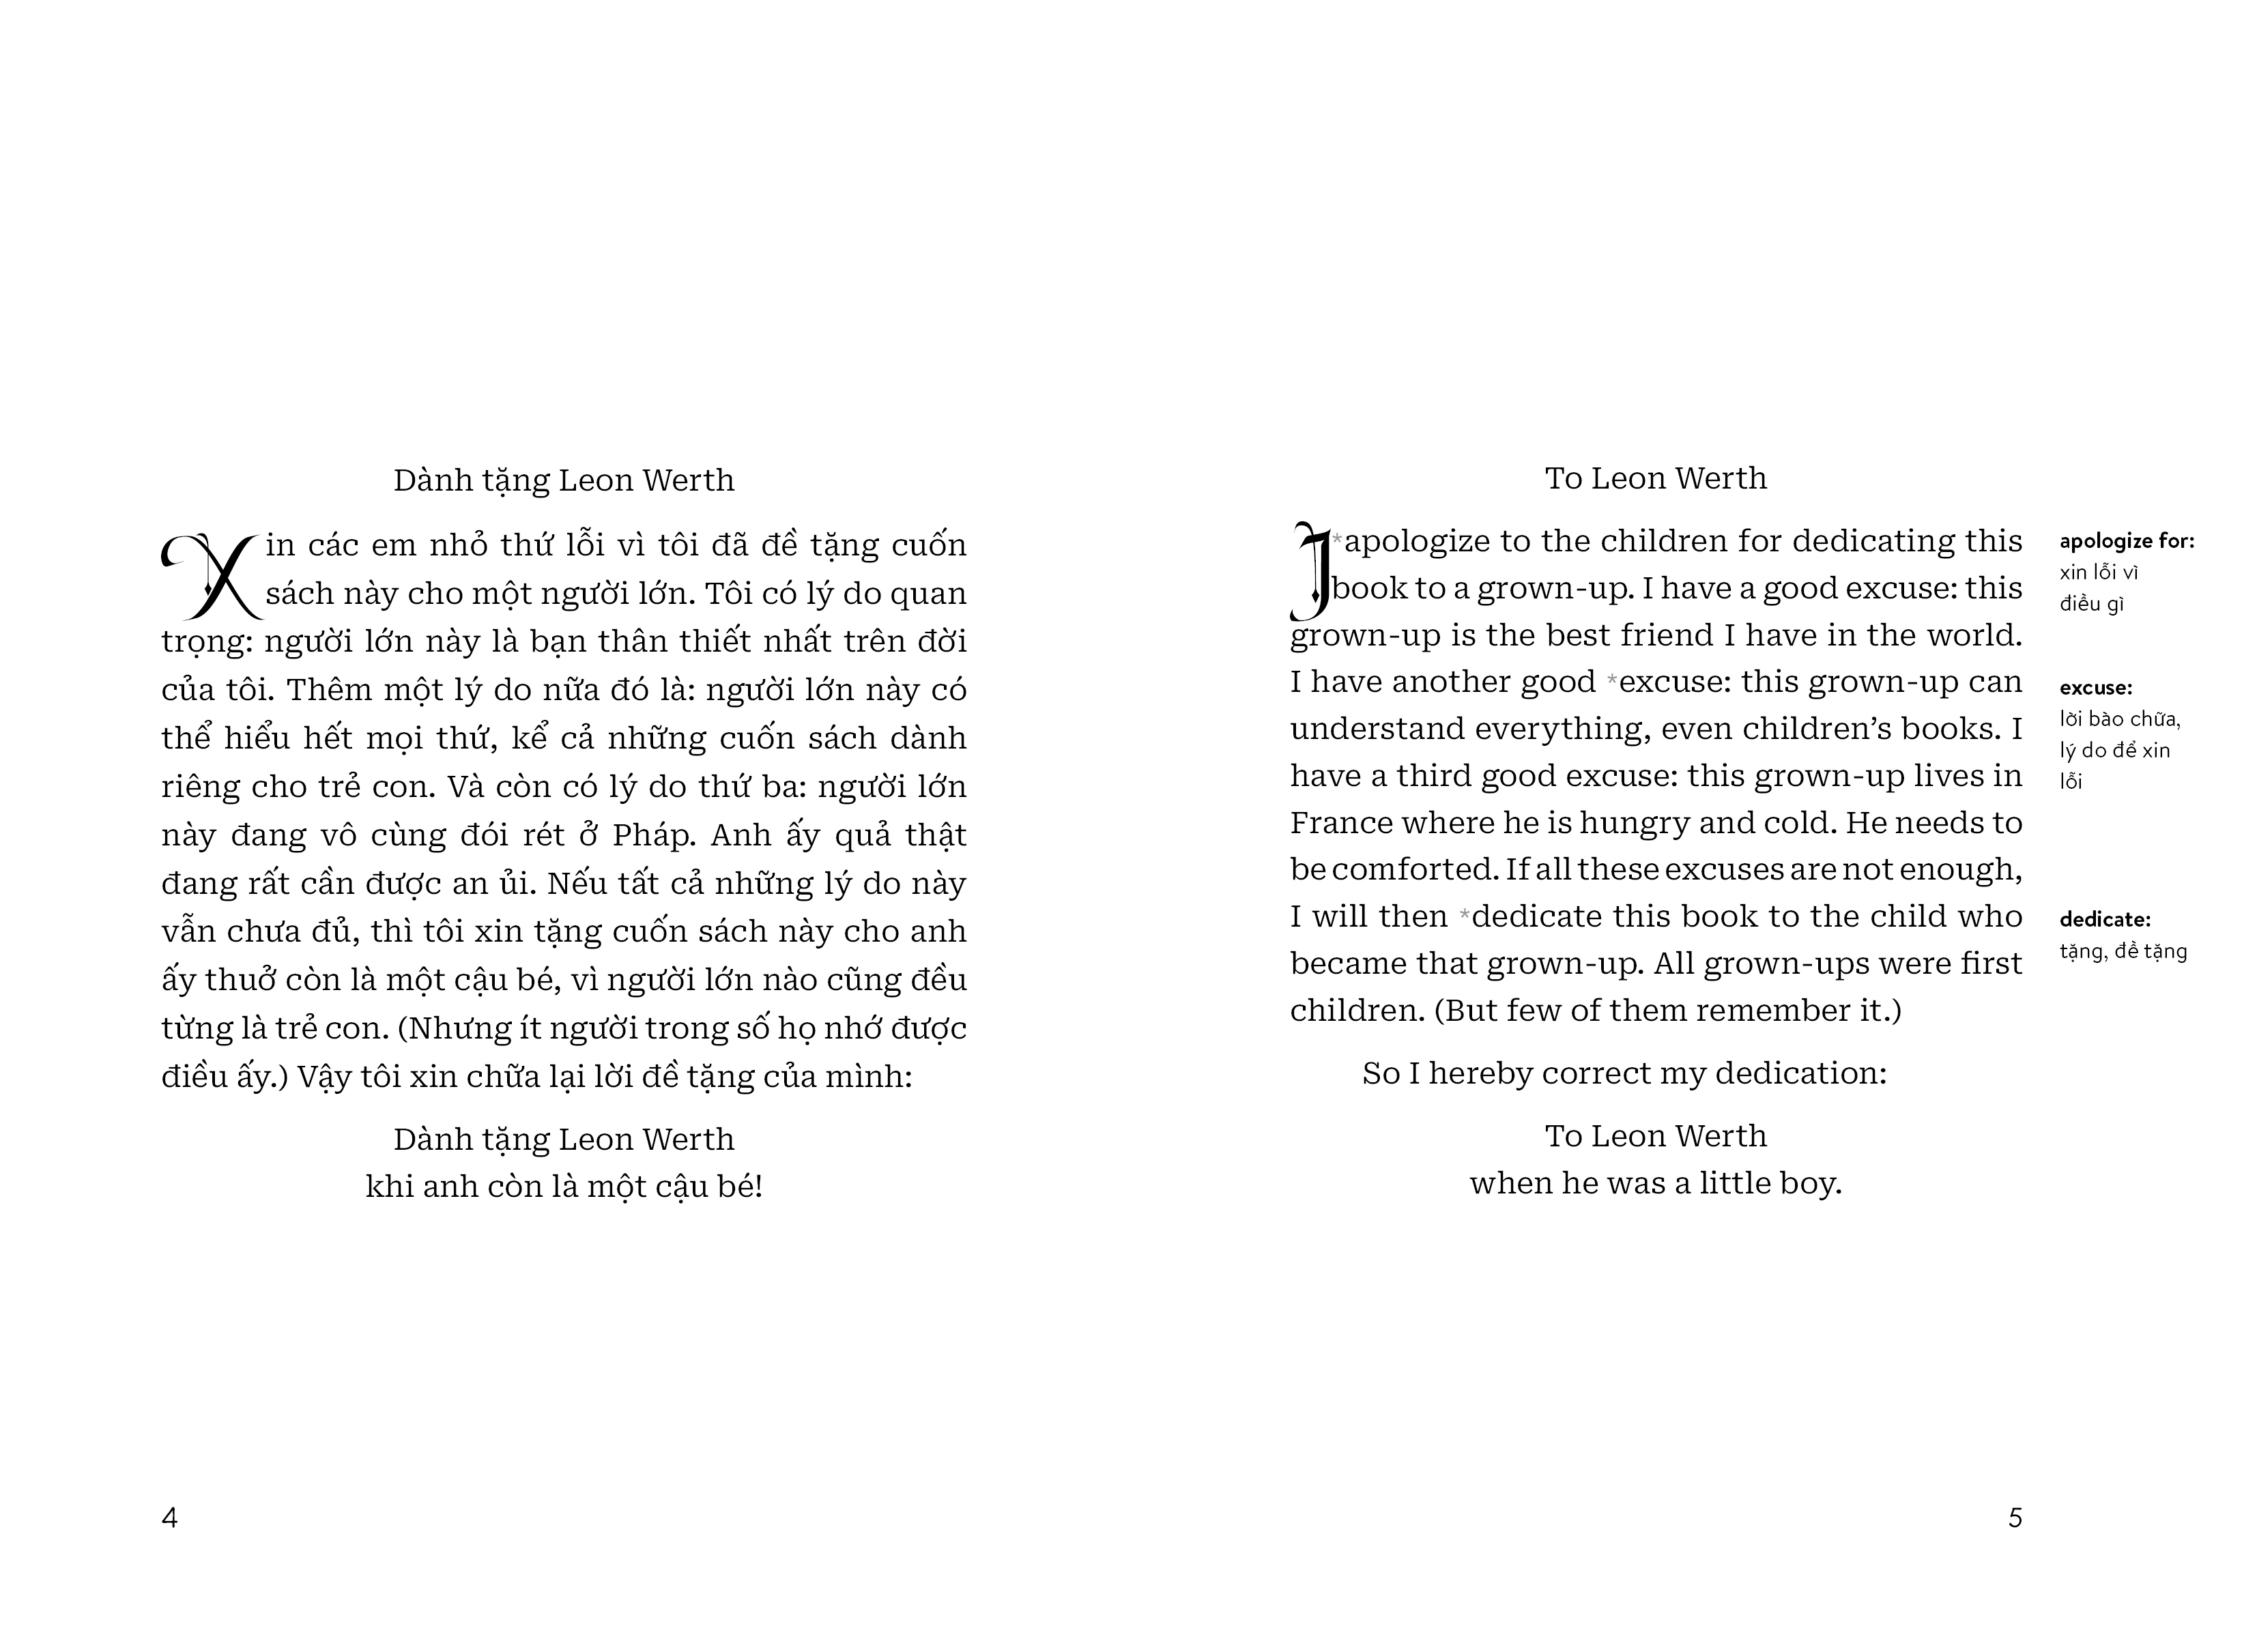 Dành tặng Leon Werth
Xin các em nhỏ thứ lỗi vì tôi đã đề tặng cuốn
sách này cho một người lớn. Tôi có lý do quan
trọng: người lớn này là bạn thân thiết nhất trên đời
của tôi. Thêm một lý do nữa đó là: người lớn này có
thể hiểu hết mọi thứ, kể cả những cuốn sách dành
riêng cho trẻ con. Và còn có lý do thứ ba: người lớn
này đang vô cùng đói rét ở Pháp. Anh ấy quả thật
đang rất cần được an ủi. Nếu tất cả những lý do này
vẫn chưa đủ, thì tôi xin tặng cuốn sách này cho anh
ấy thuở còn là một cậu bé, vì người lớn nào cũng đều
từng là trẻ con. (Nhưng ít người trong số họ nhớ được
điều ấy.) Vậy tôi xin chữa lại lời đề tặng của mình:
Dành tặng Leon Werth
khi anh còn là một cậu bé!
4
To Leon Werth
I *apologize to the children for dedicating this
book to a grown-up. I have a good excuse: this
grown-up is the best friend I have in the world.
I have another good *excuse: this grown-up can
understand everything, even children’s books. I
have a third good excuse: this grown-up lives in
France where he is hungry and cold. He needs to
be comforted. If all these excuses are not enough,
I will then *dedicate this book to the child who
became that grown-up. All grown-ups were first
children. (But few of them remember it.)
So I hereby correct my dedication:
To Leon Werth
when he was a little boy.
apologize for:
xin lỗi vì
điều gì
excuse:
lời bào chữa,
lý do để xin
lỗi
dedicate:
tặng, đề tặng
5